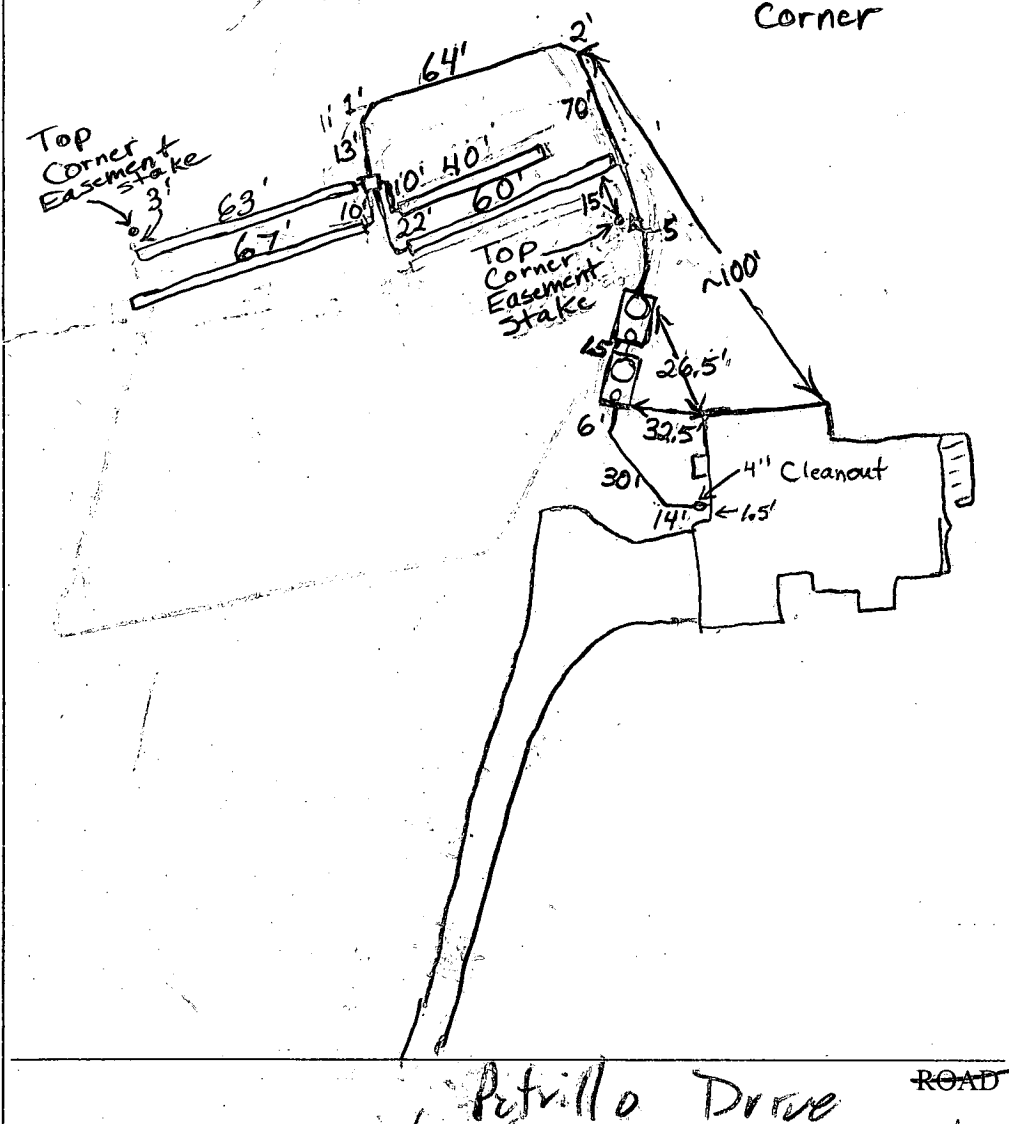 Corner
2'
64'
1'
70'
Top
Corner
Easement
Stake
13'
3'
63'
10'
40'
60'
10'
22'
67'
15'
5
Top
Corner
Easement
Stake
~100'
1.5'
26.5'
6'
32.5'
30'
4" Cleanout
14'
1.5'
Petrillo Drive
ROAD